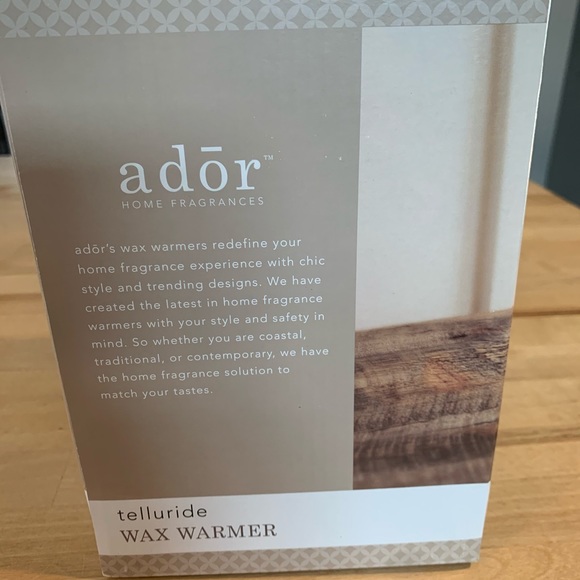 adōr™
HOME FRAGRANCES
adōr's wax warmers redefine your
home fragrance experience with chic
style and trending designs. We have
created the latest in home fragrance
warmers with your style and safety in
mind. So whether you are coastal,
traditional, or contemporary, we have
the home fragrance solution to
match your tastes.
telluride
WAX WARMER